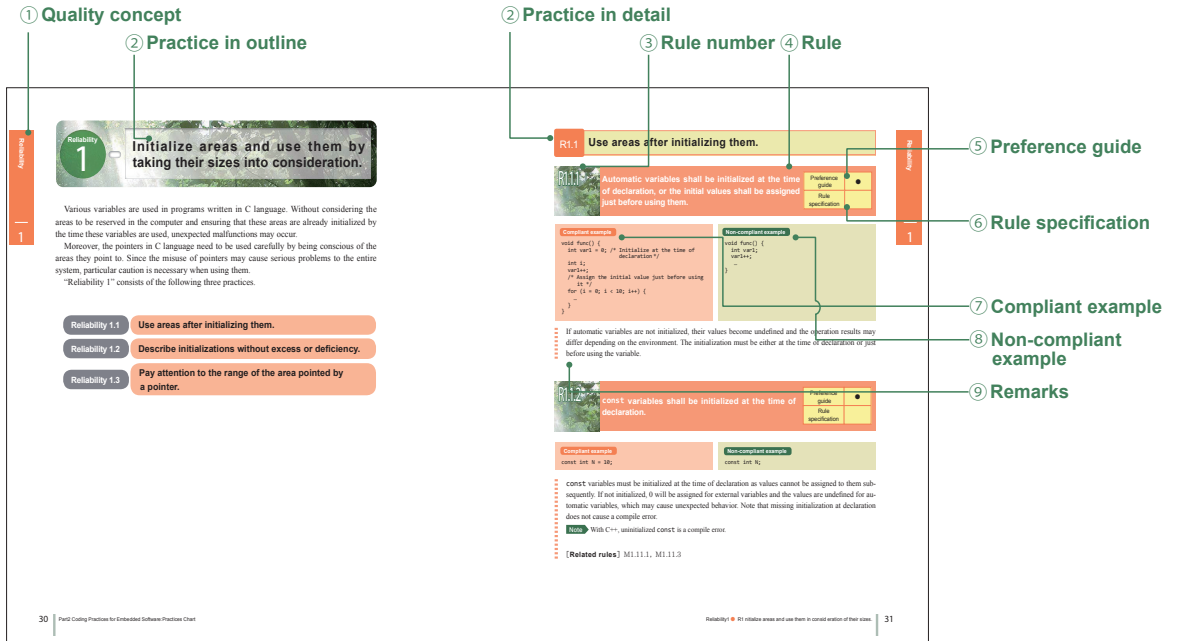 ① Quality concept
② Practice in outline
② Practice in detail
③ Rule number ④ Rule
Reliability
1
Reliability
1
Initialize areas and use them by
taking their sizes into consideration.
Various variables are used in programs written in C language. Without considering the
areas to be reserved in the computer and ensuring that these areas are already initialized by
the time these variables are used, unexpected malfunctions may occur.
Moreover, the pointers in C language need to be used carefully by being conscious of the
areas they point to. Since the misuse of pointers may cause serious problems to the entire
system, particular caution is necessary when using them.
"Reliability 1" consists of the following three practices.
Reliability 1.1 Use areas after initializing them.
Reliability 1.2 Describe initializations without excess or deficiency.
Reliability 1.3 Pay attention to the range of the area pointed by
a pointer.
30 Part2 Coding Practices for Embedded Software Practices Chart
R1.1 Use areas after initializing them.
R1.1.1
Automatic variables shall be initialized at the time
of declaration, or the initial values shall be assigned
just before using them.
Preference
guide ●
Rule
specification
Compliant example
void func() {
int var1 = 0; /* Initialize at the time of
declaration */
int i;
var1++;
/* Assign the initial value just before using
it */
for (i = 0; i < 10; i++) {
…
}
}
Non-compliant example
void func() {
int var1;
var1++;
…
}
If automatic variables are not initialized, their values become undefined and the operation results may
differ depending on the environment. The initialization must be either at the time of declaration or just
before using the variable.
R1.1.2
const variables shall be initialized at the time of
declaration.
Preference
guide ●
Rule
specification
Compliant example
const int N = 10;
Non-compliant example
const int N;
const variables must be initialized at the time of declaration as values cannot be assigned to them sub-
sequently. If not initialized, 0 will be assigned for external variables and the values are undefined for au-
tomatic variables, which may cause unexpected behavior. Note that missing initialization at declaration
does not cause a compile error.
Note With C++, uninitialized const is a compile error.
[Related rules] M1.11.1, M1.11.3
Reliability1 ● R1 nitialize areas and use them in consid eration of their sizes. 31
Reliability
1
⑤ Preference guide
⑥ Rule specification
⑦ Compliant example
⑧ Non-compliant
example
⑨ Remarks